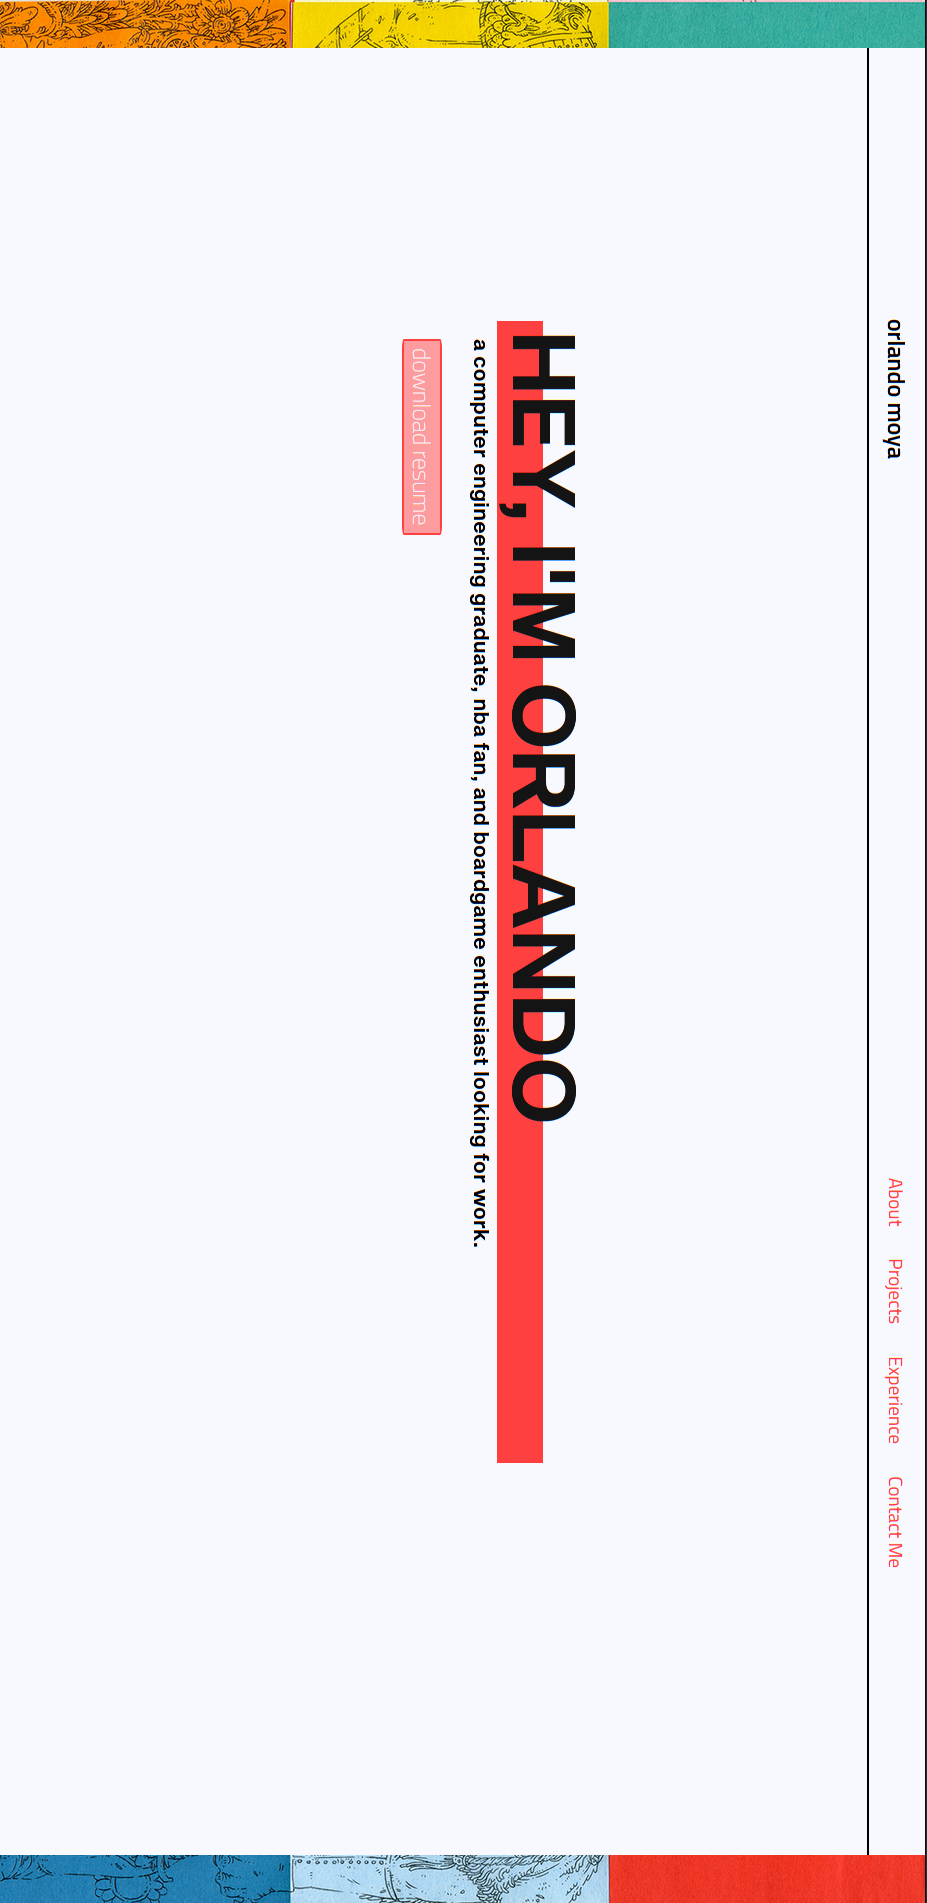 orlando moya
About Projects Experience Contact Me
HEY, I'M ORLANDO
a computer engineering graduate, nba fan, and boardgame enthusiast looking for work.
download resume